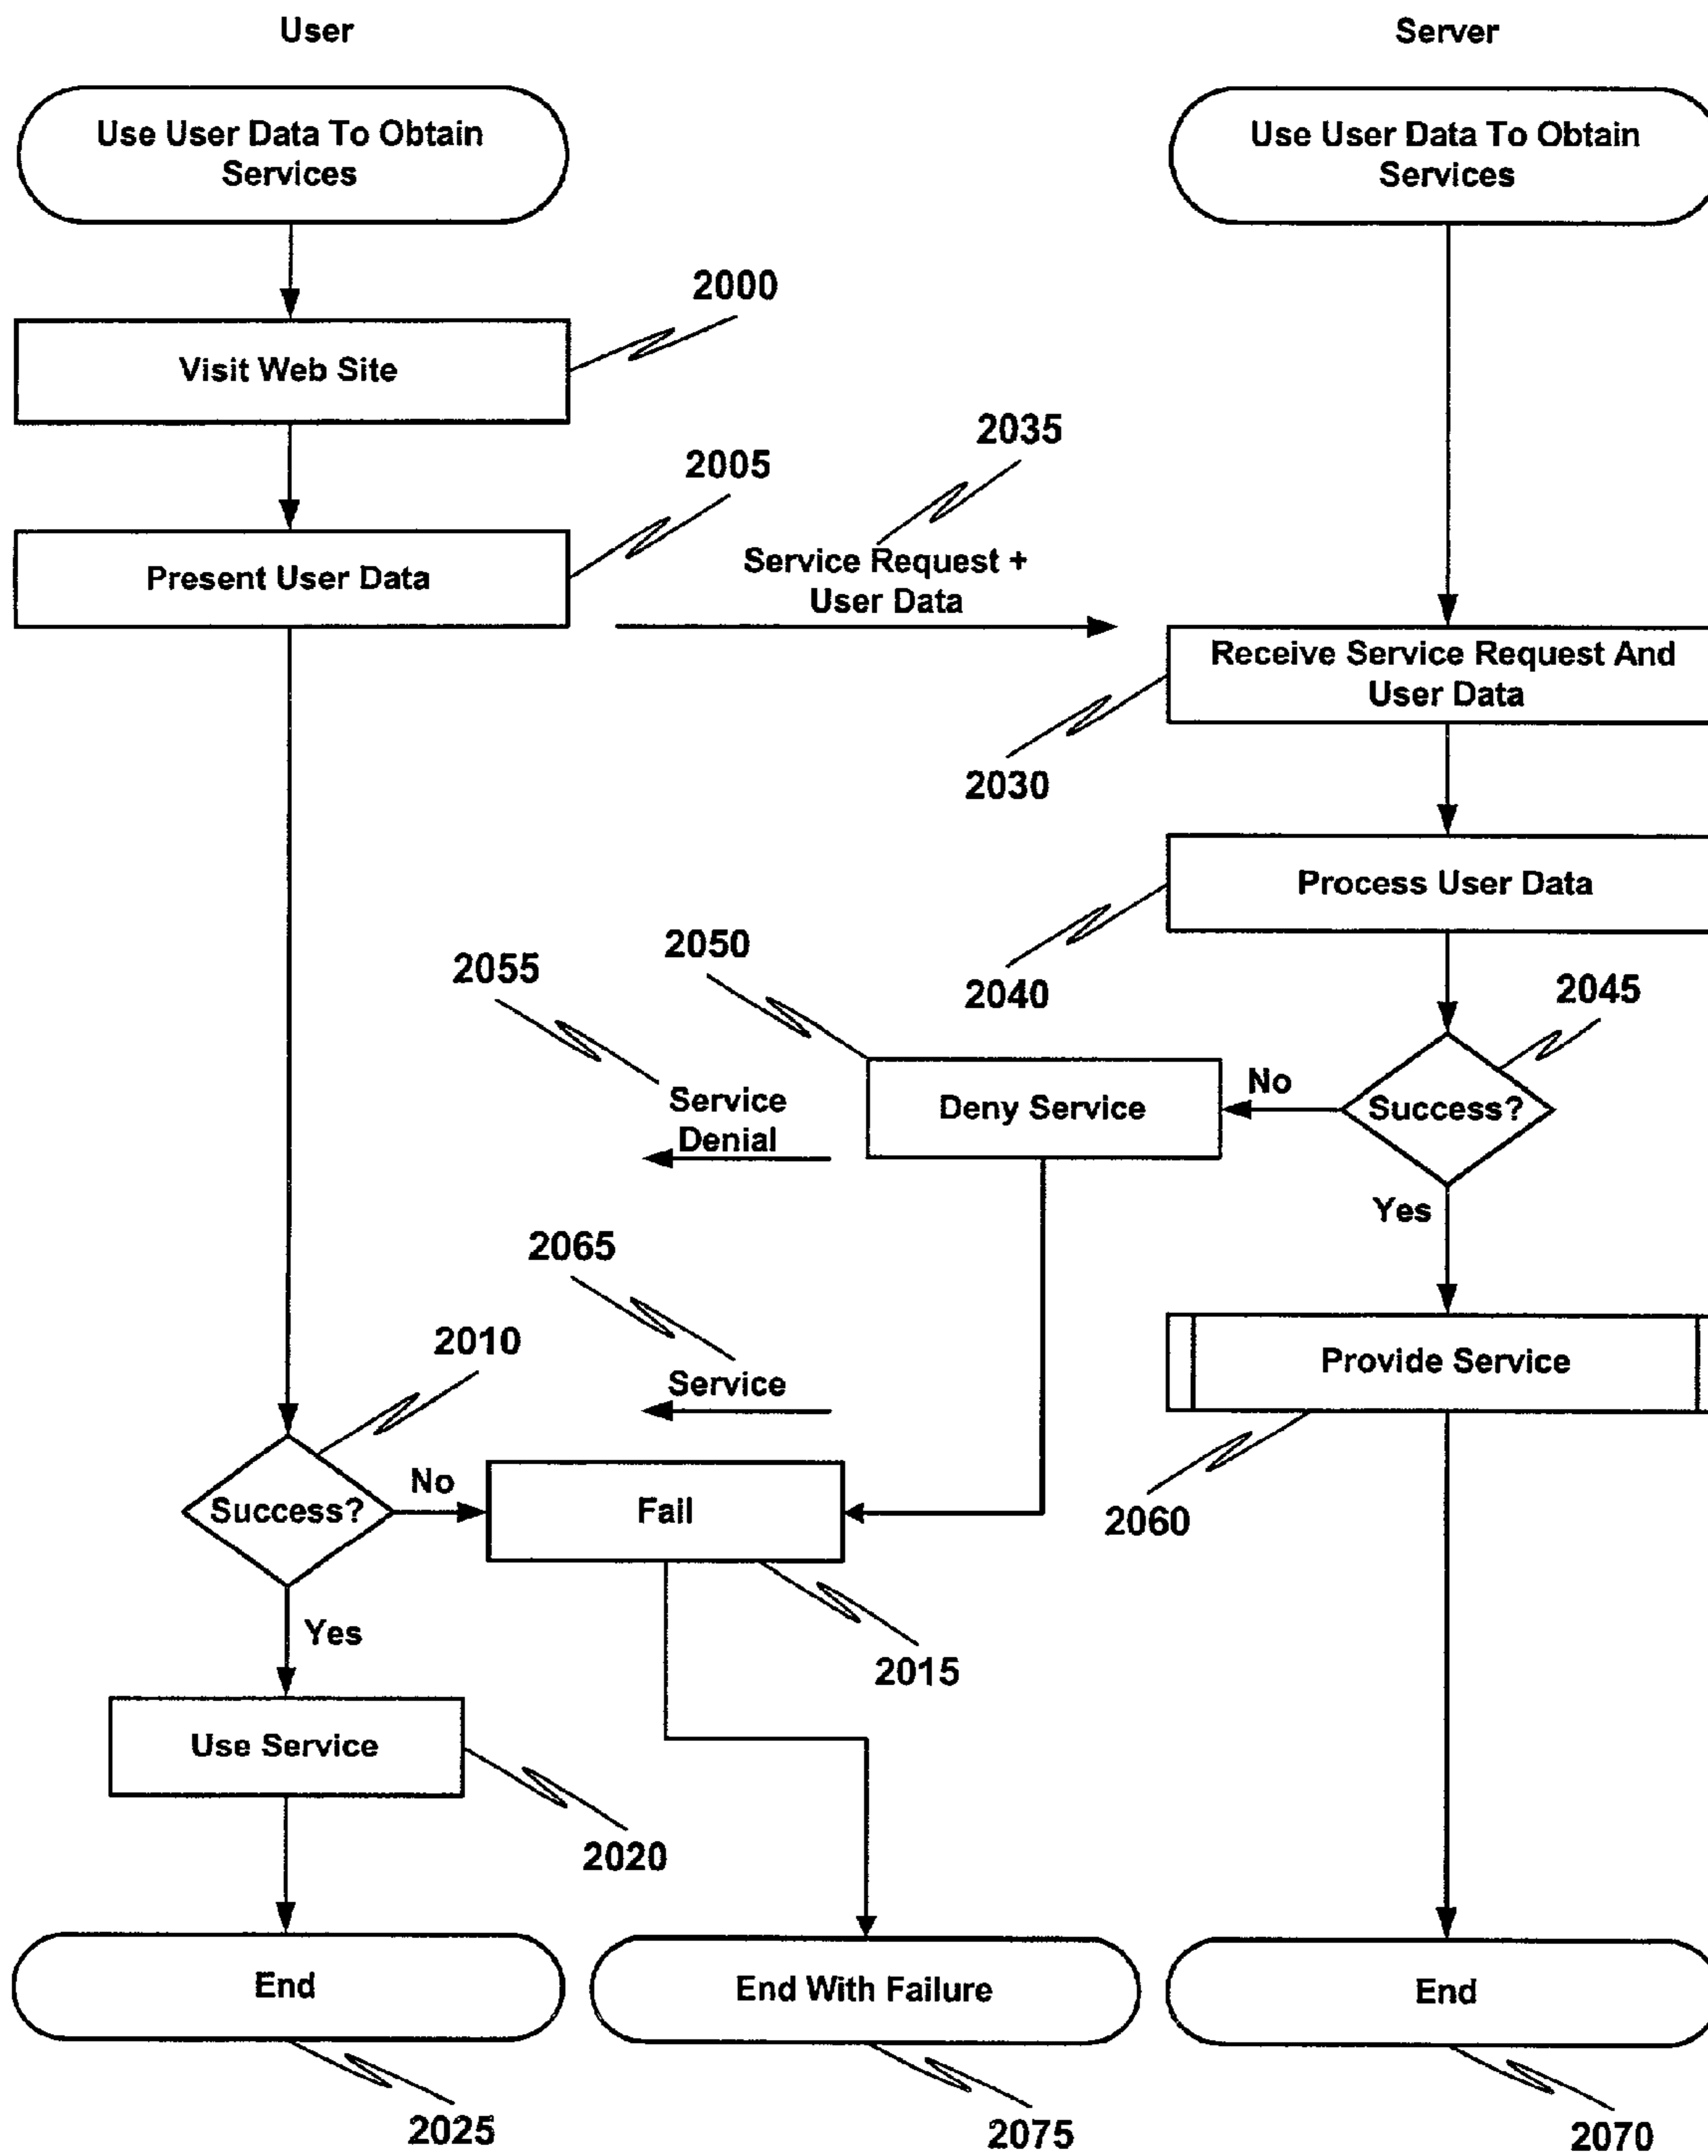 User
Server
Use User Data To Obtain
Services
Use User Data To Obtain
Services
2000
Visit Web Site
2035
2005
Service Request +
User Data
Present User Data
Receive Service Request And
User Data
2030
Process User Data
2050
2055
2040
2045
Service
Denial
Deny Service
No
Success?
Yes
2065
2010
Service
Provide Service
Success?
No
Fail
2060
Yes
2015
Use Service
2020
End
End With Failure
End
2025
2075
2070